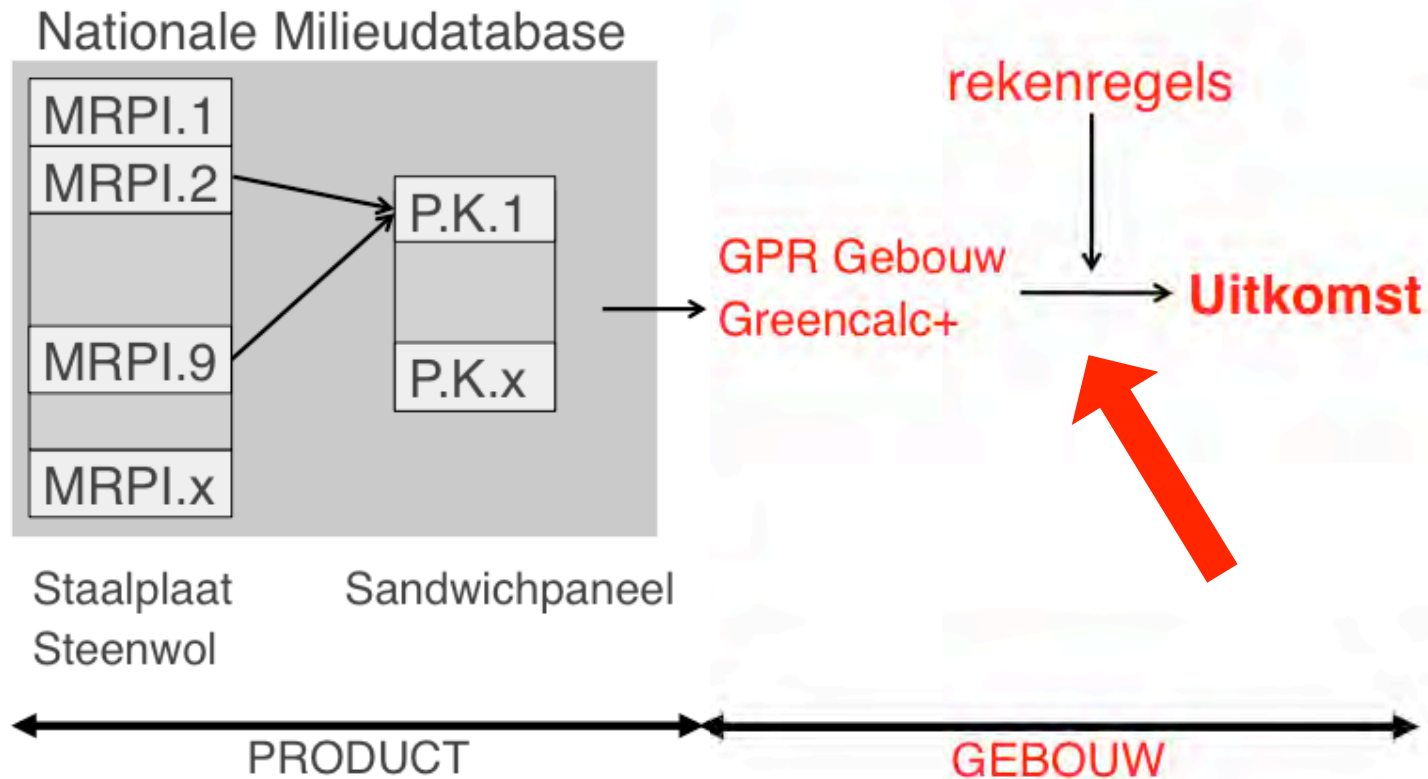 Nationale Milieudatabase
MRPI.1
MRPI.2
MRPI.9
MRPI.x
P.K.1
P.K.x
Staalplaat
Steenwol
Sandwichpaneel
PRODUCT
rekenregels
GPR Gebouw
Greencalc+
Uitkomst
GEBOUW